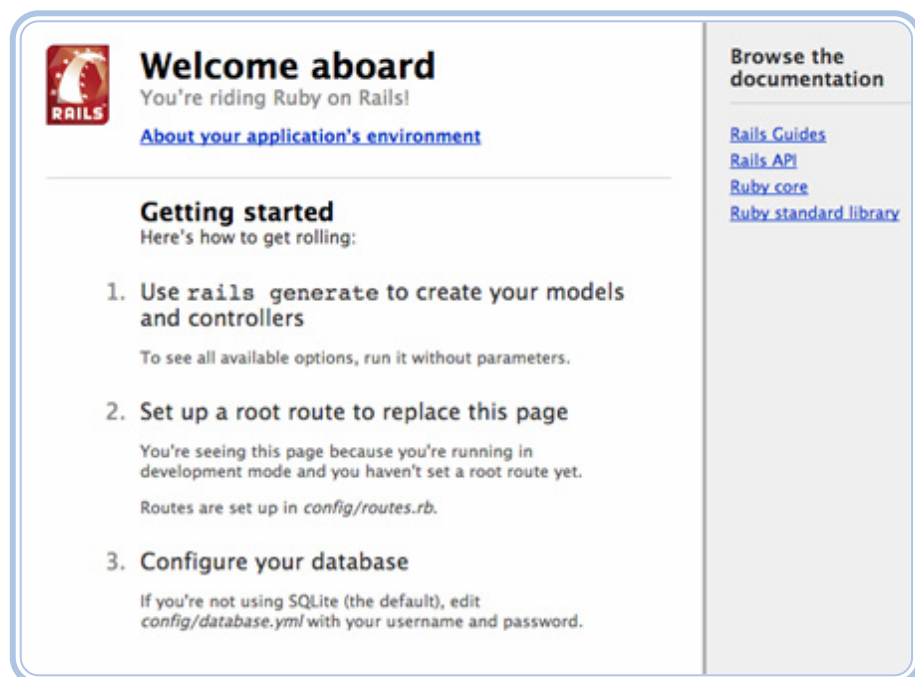 RAILS
Welcome aboard
You're riding Ruby on Rails!
About your application's environment
Getting started
Here's how to get rolling:
1. Use rails generate to create your models
and controllers
To see all available options, run it without parameters.
2. Set up a root route to replace this page
You're seeing this page because you're running in
development mode and you haven't set a root route yet.
Routes are set up in config/routes.rb.
3. Configure your database
If you're not using SQLite (the default), edit
config/database.yml with your username and password.
Browse the
documentation
Rails Guides
Rails API
Ruby core
Ruby standard library